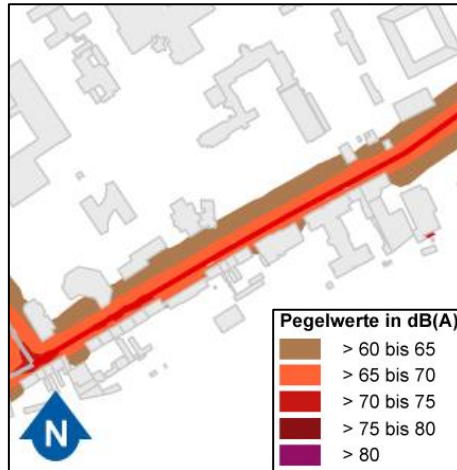 Pegelwerte in dB(A)
> 60 bis 65
> 65 bis 70
> 70 bis 75
> 75 bis 80
> 80
N